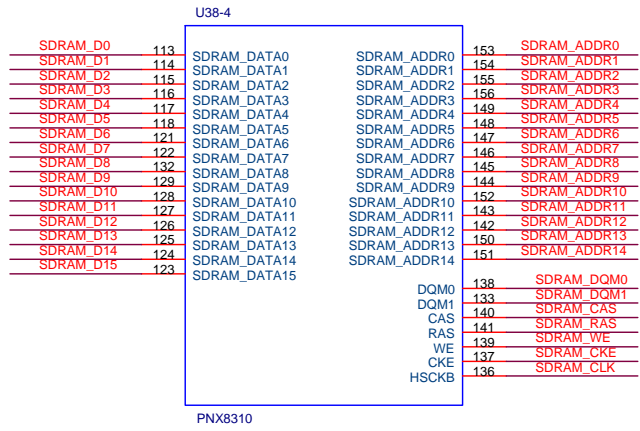 U38-4
SDRAM_D0 113 SDRAM_DATA0 SDRAM_ADDR0 153 SDRAM_ADDR0
SDRAM_D1 114 SDRAM_DATA1 SDRAM_ADDR1 154 SDRAM_ADDR1
SDRAM_D2 115 SDRAM_DATA2 SDRAM_ADDR2 155 SDRAM_ADDR2
SDRAM_D3 116 SDRAM_DATA3 SDRAM_ADDR3 156 SDRAM_ADDR3
SDRAM_D4 117 SDRAM_DATA4 SDRAM_ADDR4 149 SDRAM_ADDR4
SDRAM_D5 118 SDRAM_DATA5 SDRAM_ADDR5 148 SDRAM_ADDR5
SDRAM_D6 121 SDRAM_DATA6 SDRAM_ADDR6 147 SDRAM_ADDR6
SDRAM_D7 122 SDRAM_DATA7 SDRAM_ADDR7 146 SDRAM_ADDR7
SDRAM_D8 132 SDRAM_DATA8 SDRAM_ADDR8 145 SDRAM_ADDR8
SDRAM_D9 129 SDRAM_DATA9 SDRAM_ADDR9 144 SDRAM_ADDR9
SDRAM_D10 128 SDRAM_DATA10 SDRAM_ADDR10 152 SDRAM_ADDR10
SDRAM_D11 127 SDRAM_DATA11 SDRAM_ADDR11 143 SDRAM_ADDR11
SDRAM_D12 126 SDRAM_DATA12 SDRAM_ADDR12 142 SDRAM_ADDR12
SDRAM_D13 125 SDRAM_DATA13 SDRAM_ADDR13 150 SDRAM_ADDR13
SDRAM_D14 124 SDRAM_DATA14 SDRAM_ADDR14 151 SDRAM_ADDR14
SDRAM_D15 123 SDRAM_DATA15
DQM0 138 SDRAM_DQM0
DQM1 133 SDRAM_DQM1
CAS 140 SDRAM_CAS
RAS 141 SDRAM_RAS
WE 139 SDRAM_WE
CKE 137 SDRAM_CKE
HSCKB 136 SDRAM_CLK
PNX8310